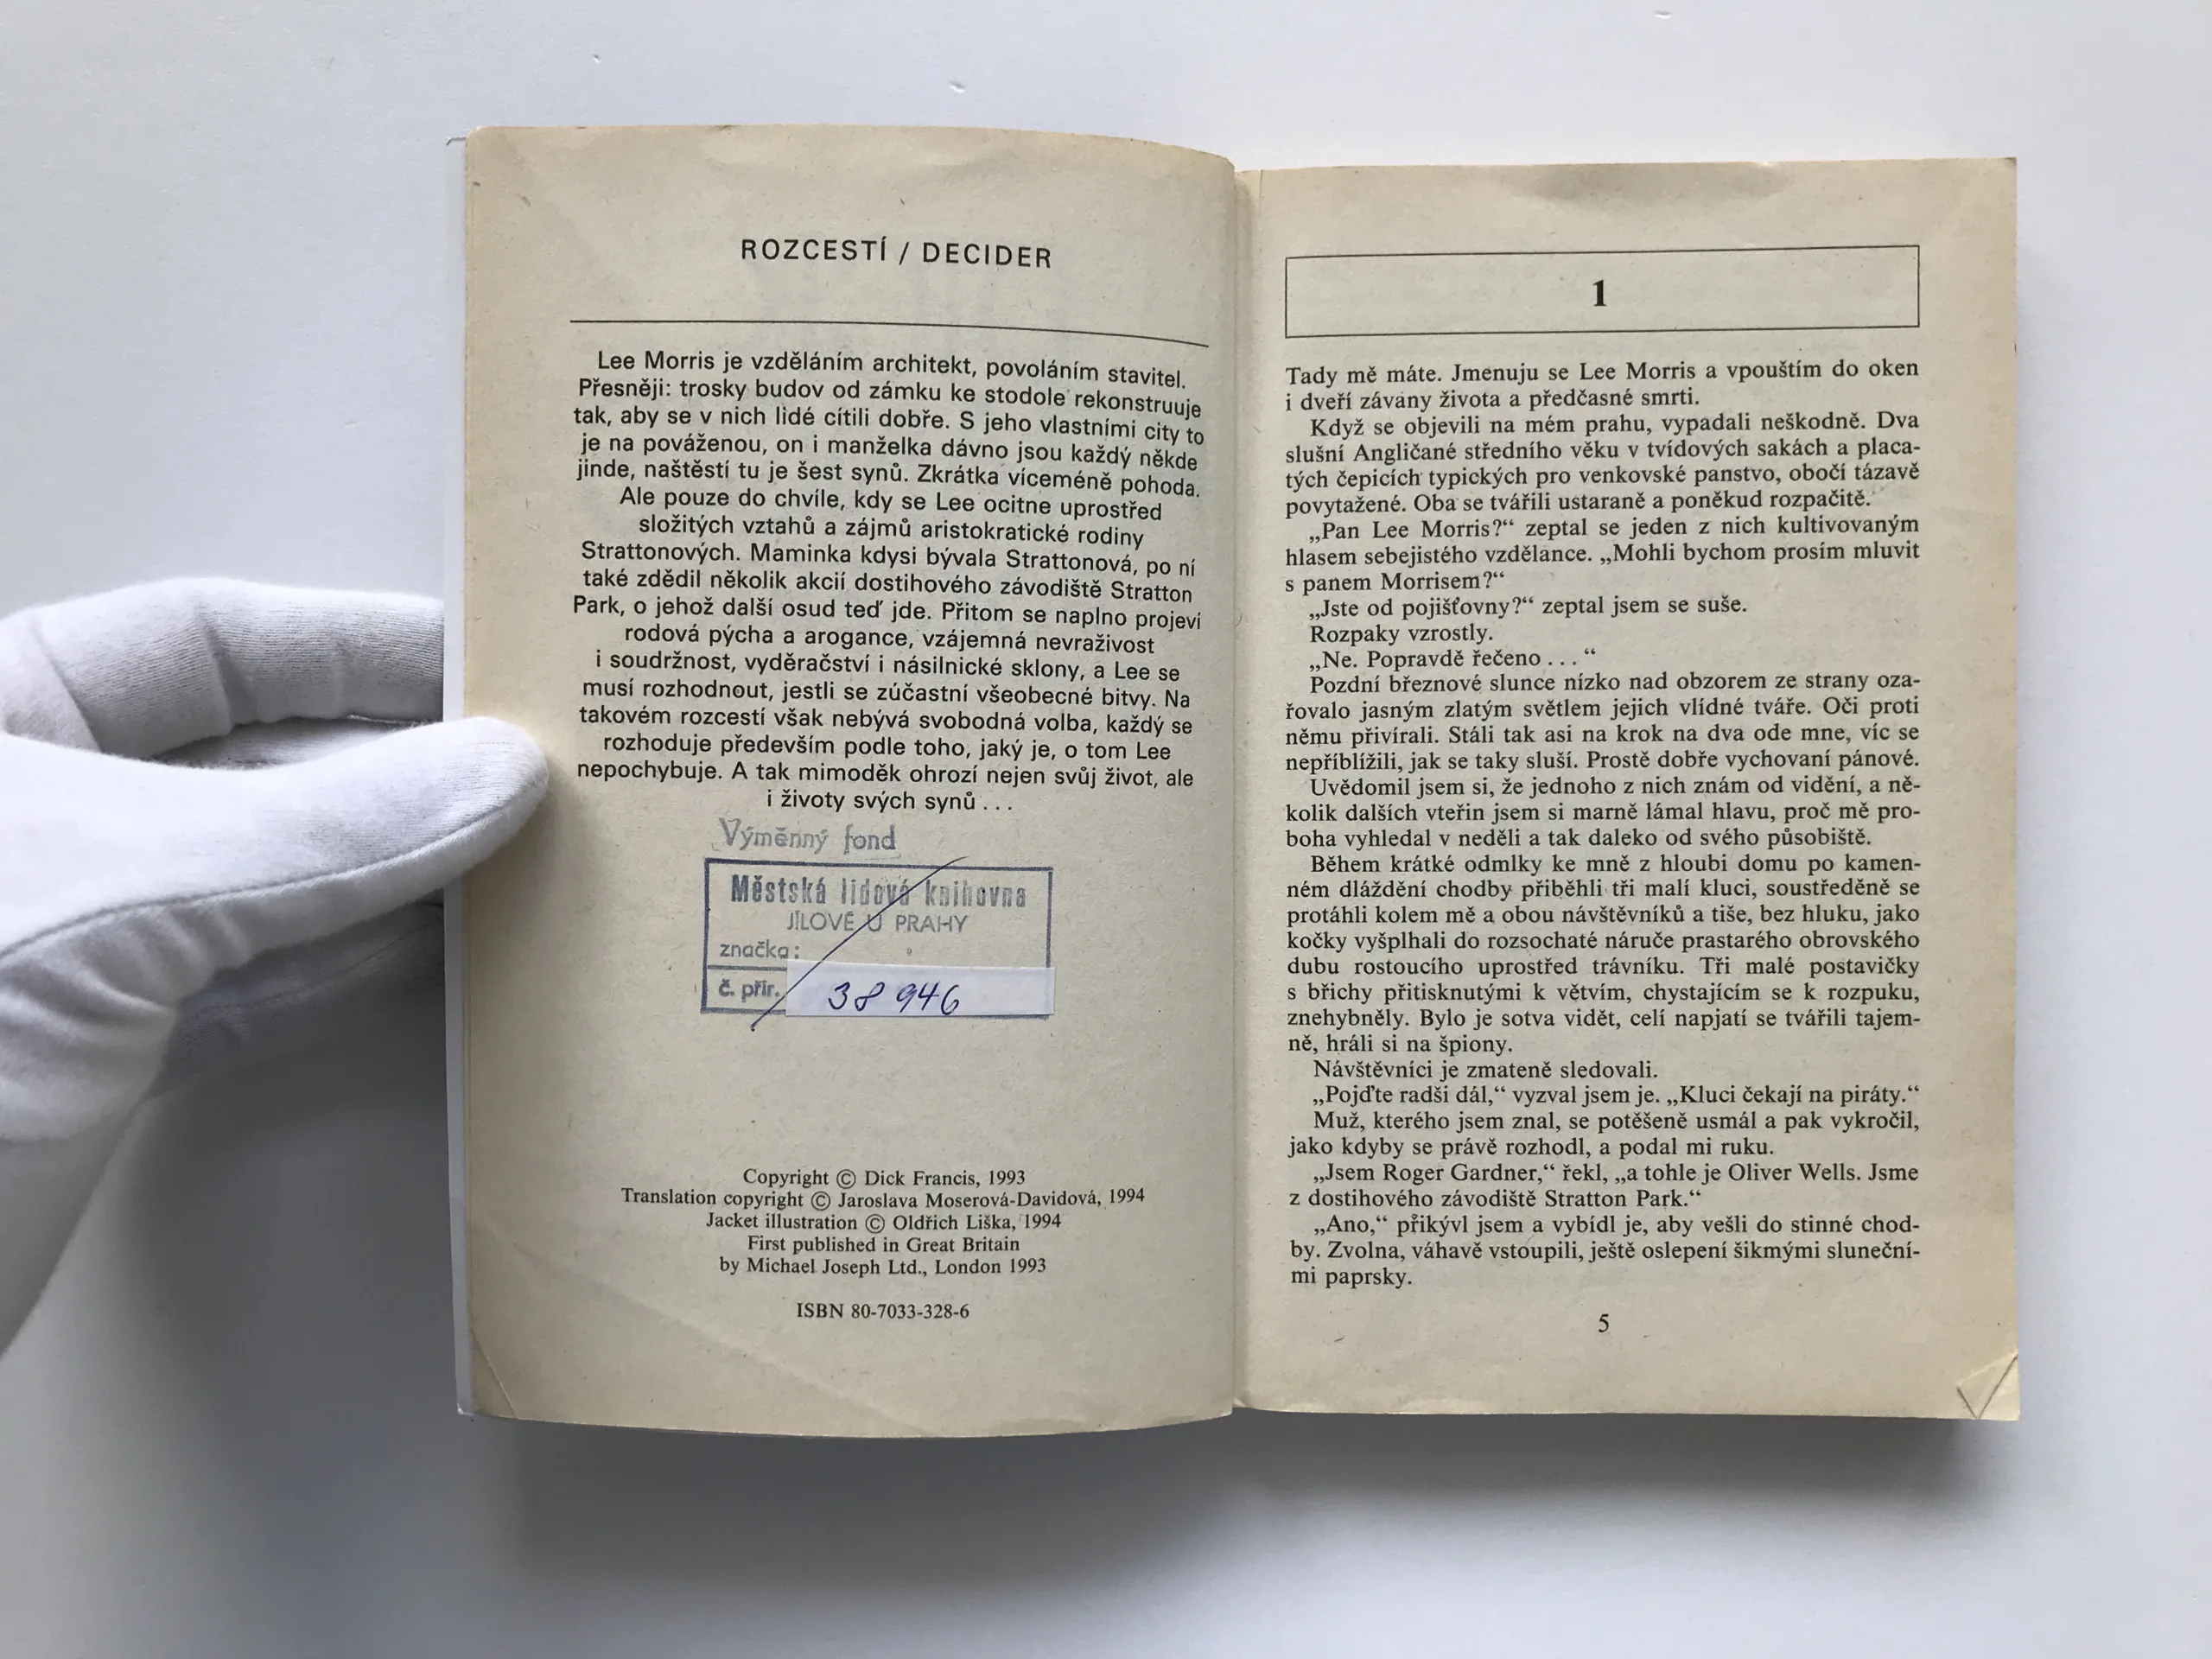 ROZCESTÍ / DECIDER
Lee Morris je vzděláním architekt, povoláním stavitel.
Přesněji: trosky budov od zámku ke stodole rekonstruuje
tak, aby se v nich lidé cítili dobře. S jeho vlastními city to
je na pováženou, on i manželka dávno jsou každý někde
jinde, naštěstí tu je šest synů. Zkrátka víceméně pohoda.
Ale pouze do chvíle, kdy se Lee ocitne uprostřed
složitých vztahů a zájmů aristokratické rodiny
Strattonových. Maminka kdysi bývala Strattonová, po ní
také zdědil několik akcií dostihového závodiště Stratton
Park, o jehož další osud teď jde. Přitom se naplno projeví
rodová pýcha a arogance, vzájemná nevraživost
i soudržnost, vyděračství i násilnické sklony, a Lee se
musí rozhodnout, jestli se zúčastní všeobecné bitvy. Na
takovém rozcestí však nebývá svobodná volba, každý se
rozhoduje především podle toho, jaký je, o tom Lee
nepochybuje. A tak mimoděk ohrozí nejen svůj život, ale
i životy svých synů . . .
Výměnný fond
Městská lidová knihovna
JÍLOVÉ U PRAHY
značka:
č. přír. 38 946
Copyright © Dick Francis, 1993
Translation copyright © Jaroslava Moserová-Davidová, 1994
Jacket illustration © Oldřich Liška, 1994
First published in Great Britain
by Michael Joseph Ltd., London 1993
ISBN 80-7033-328-6
1
Tady mě máte. Jmenuju se Lee Morris a vpouštím do oken
i dveří závany života a předčasné smrti.
Když se objevili na mém prahu, vypadali neškodně. Dva
slušní Angličané středního věku v tvídových sakách a placa-
tých čepicích typických pro venkovské panstvo, obočí tázavě
povytažené. Oba se tvářili ustaraně a poněkud rozpačitě.
„Pan Lee Morris?“ zeptal se jeden z nich kultivovaným
hlasem sebejistého vzdělance. „Mohli bychom prosím mluvit
s panem Morrisem?“
„Jste od pojišťovny?“ zeptal jsem se suše.
Rozpaky vzrostly.
„Ne. Popravdě řečeno . . . “
Pozdní březnové slunce nízko nad obzorem ze strany oza-
řovalo jasným zlatým světlem jejich vlídné tváře. Oči proti
němu přivírali. Stáli tak asi na krok na dva ode mne, víc se
nepřiblížili, jak se taky sluší. Prostě dobře vychovaní pánové.
Uvědomil jsem si, že jednoho z nich znám od vidění, a ně-
kolik dalších vteřin jsem si marně lámal hlavu, proč mě pro-
boha vyhledal v neděli a tak daleko od svého působiště.
Během krátké odmlky ke mně z hloubi domu po kamen-
ném dláždění chodby přiběhli tři malí kluci, soustředěně se
protáhli kolem mě a obou návštěvníků a tiše, bez hluku, jako
kočky vyšplhali do rozsochaté náruče prastarého obrovského
dubu rostoucího uprostřed trávníku. Tři malé postavičky
s břichy přitisknutými k větvím, chystajícím se k rozpuku,
znehybněly. Bylo je sotva vidět, celí napjatí se tvářili tajem-
ně, hráli si na špiony.
Návštěvníci je zmateně sledovali.
„Pojďte radši dál,“ vyzval jsem je. „Kluci čekají na piráty.“
Muž, kterého jsem znal, se potěšeně usmál a pak vykročil,
jako kdyby se právě rozhodl, a podal mi ruku.
„Jsem Roger Gardner,“ řekl, „a tohle je Oliver Wells. Jsme
z dostihového závodiště Stratton Park.“
„Ano,“ přikývl jsem a vybídl je, aby vešli do stinné chod-
by. Zvolna, váhavě vstoupili, ještě oslepení šikmými sluneční-
mi paprsky.
5